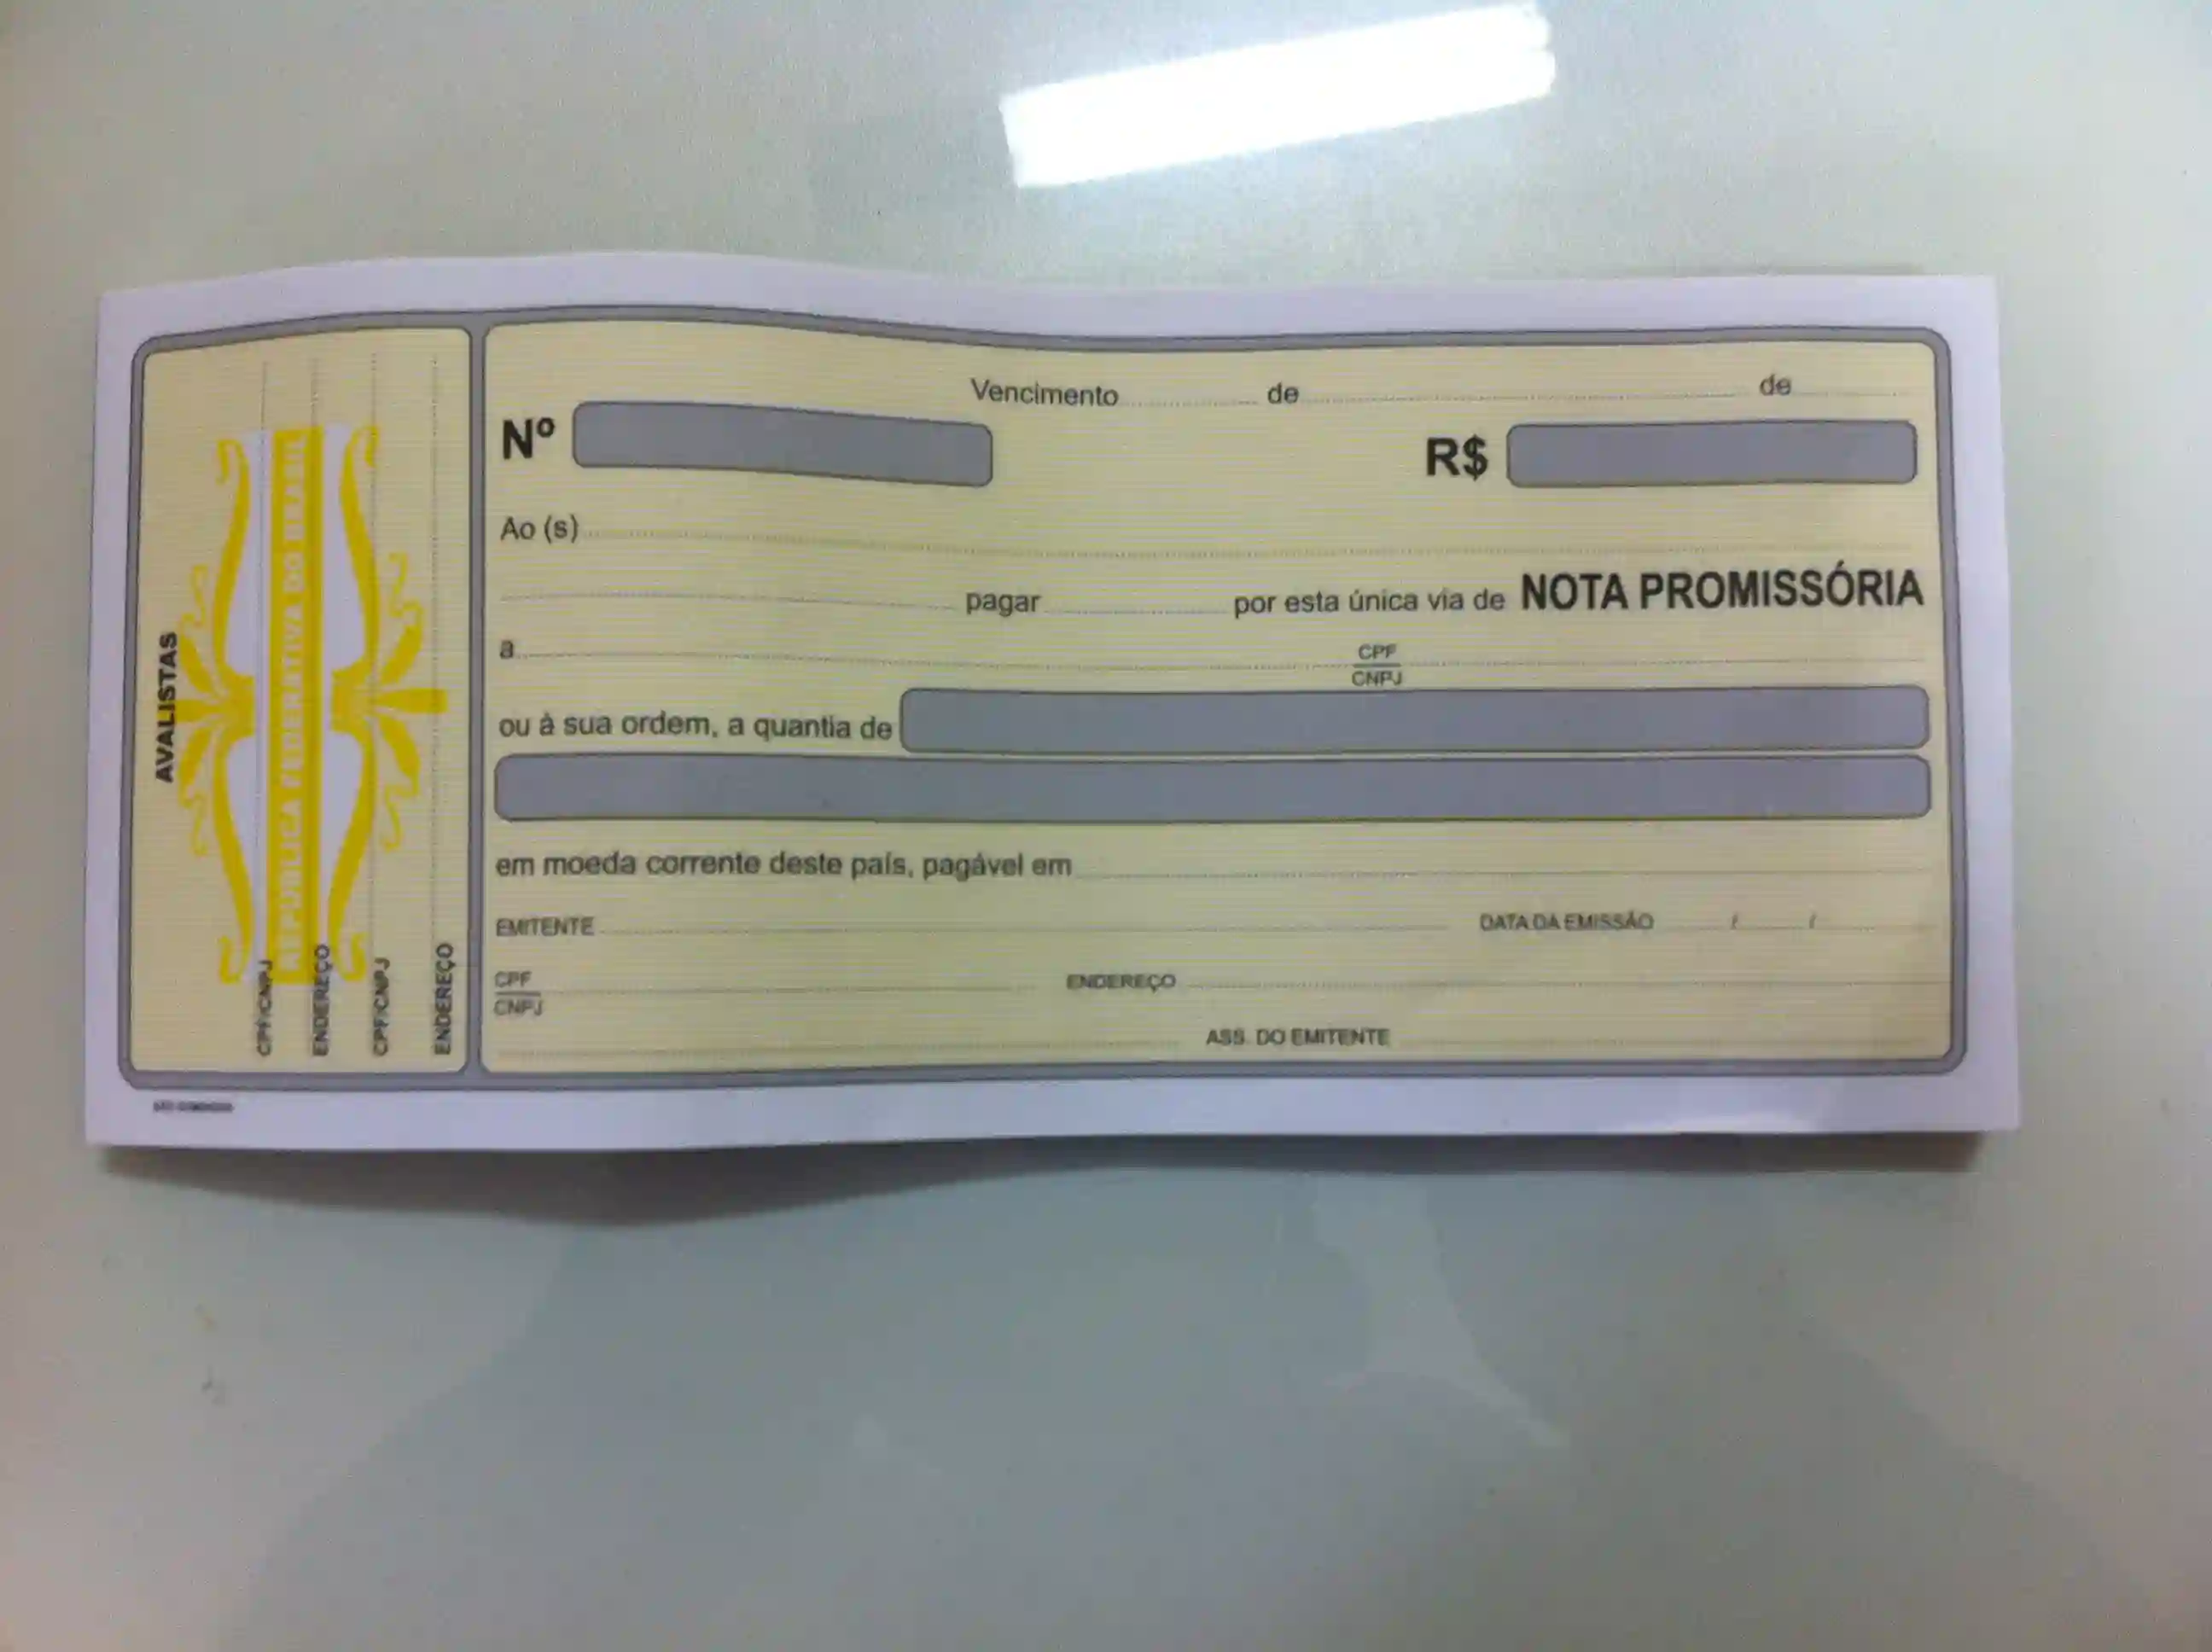 AVALISTAS
REPÚBLICA FEDERATIVA DO BRASIL
CPF/CNPJ
ENDEREÇO
CPF/CNPJ
ENDEREÇO
Vencimento de de
Nº R$
Ao (s)
pagar por esta única via de NOTA PROMISSÓRIA
a CPF
CNPJ
ou à sua ordem, a quantia de
em moeda corrente deste país, pagável em
EMITENTE DATA DA EMISSÃO / /
CPF
CNPJ ENDEREÇO
ASS. DO EMITENTE